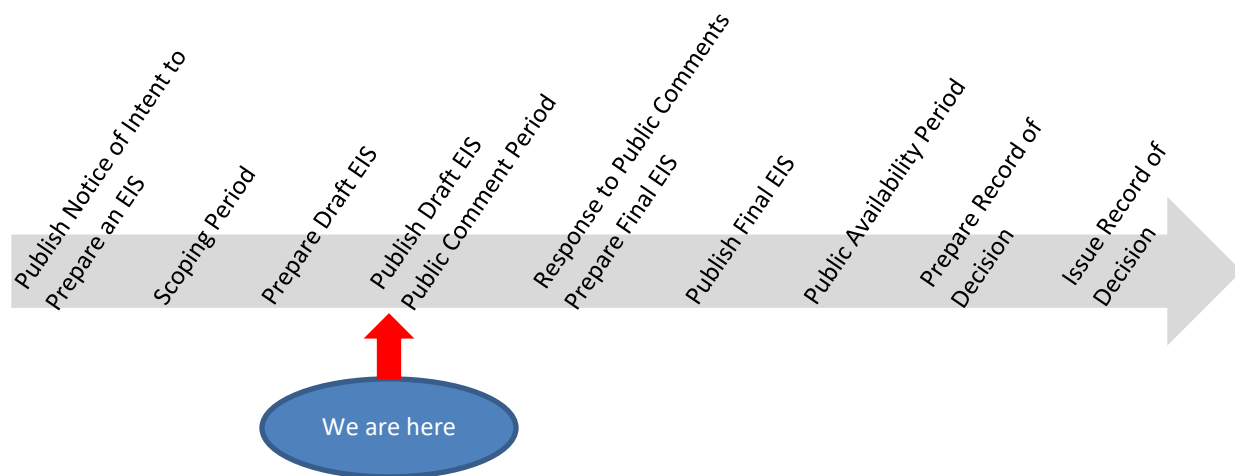 Publish Notice of Intent to
Prepare an EIS
Scoping Period
Prepare Draft EIS
Publish Draft EIS
Public Comment Period
Response to Public Comments
Prepare Final EIS
Publish Final EIS
Public Availability Period
Prepare Record of
Decision
Issue Record of
Decision
We are here